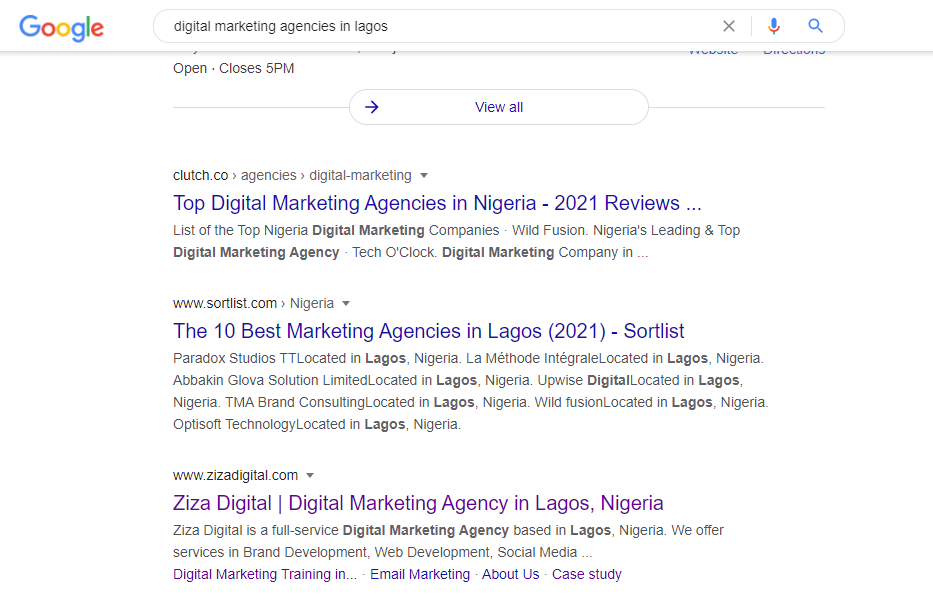 Google
digital marketing agencies in lagos
Website Directions
Open · Closes 5PM
View all
clutch.co › agencies › digital-marketing
Top Digital Marketing Agencies in Nigeria - 2021 Reviews ...
List of the Top Nigeria Digital Marketing Companies · Wild Fusion. Nigeria's Leading & Top
Digital Marketing Agency · Tech O'Clock. Digital Marketing Company in ...
www.sortlist.com › Nigeria
The 10 Best Marketing Agencies in Lagos (2021) - Sortlist
Paradox Studios TTLocated in Lagos, Nigeria. La Méthode IntégraleLocated in Lagos, Nigeria.
Abbakin Glova Solution LimitedLocated in Lagos, Nigeria. Upwise DigitalLocated in Lagos,
Nigeria. TMA Brand ConsultingLocated in Lagos, Nigeria. Wild fusionLocated in Lagos, Nigeria.
Optisoft TechnologyLocated in Lagos, Nigeria.
www.zizadigital.com
Ziza Digital | Digital Marketing Agency in Lagos, Nigeria
Ziza Digital is a full-service Digital Marketing Agency based in Lagos, Nigeria. We offer
services in Brand Development, Web Development, Social Media ...
Digital Marketing Training in... · Email Marketing · About Us · Case study